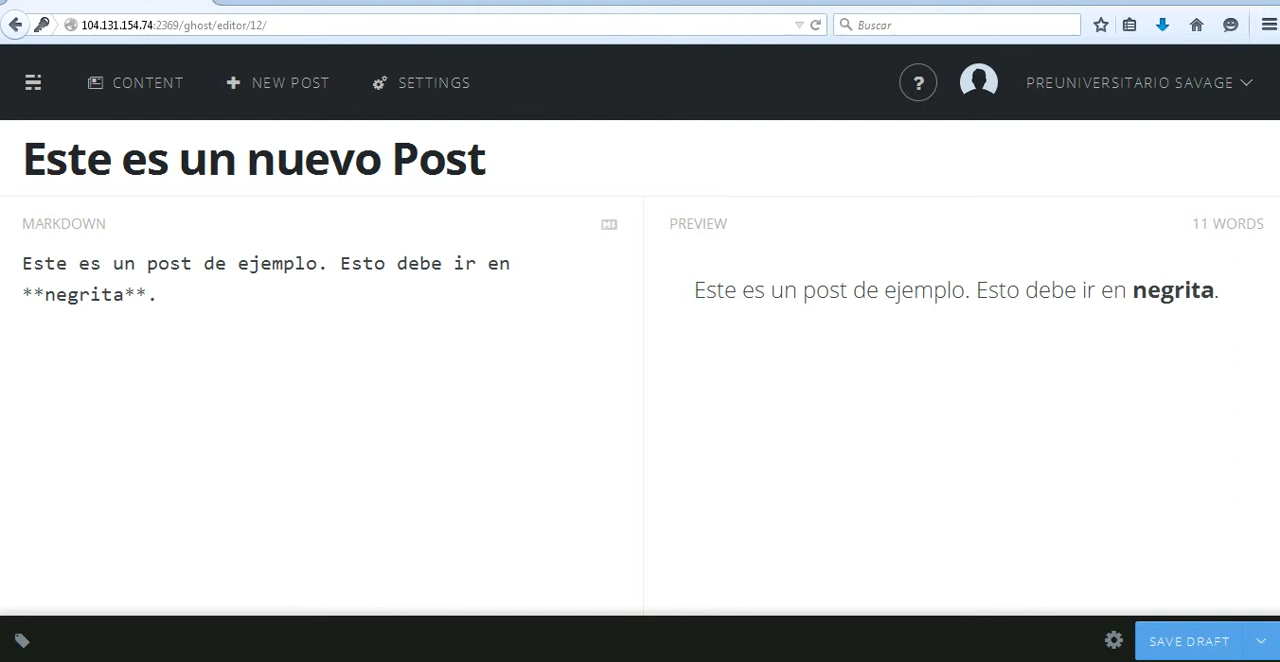 104.131.154.74:2369/ghost/editor/12/
Buscar
CONTENT
NEW POST
SETTINGS
?
PREUNIVERSITARIO SAVAGE
Este es un nuevo Post
MARKDOWN
Este es un post de ejemplo. Esto debe ir en
**negrita**.
PREVIEW
11 WORDS
Este es un post de ejemplo. Esto debe ir en negrita.
SAVE DRAFT